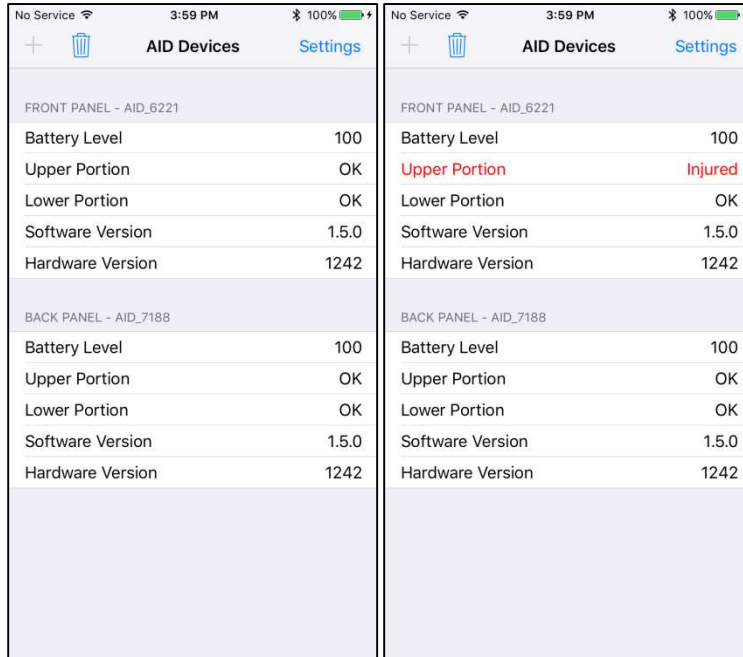 No Service 3:59 PM 100%
AID Devices Settings
FRONT PANEL - AID_6221
Battery Level 100
Upper Portion OK
Lower Portion OK
Software Version 1.5.0
Hardware Version 1242
BACK PANEL - AID_7188
Battery Level 100
Upper Portion OK
Lower Portion OK
Software Version 1.5.0
Hardware Version 1242
No Service 3:59 PM 100%
AID Devices Settings
FRONT PANEL - AID_6221
Battery Level 100
Upper Portion Injured
Lower Portion OK
Software Version 1.5.0
Hardware Version 1242
BACK PANEL - AID_7188
Battery Level 100
Upper Portion OK
Lower Portion OK
Software Version 1.5.0
Hardware Version 1242